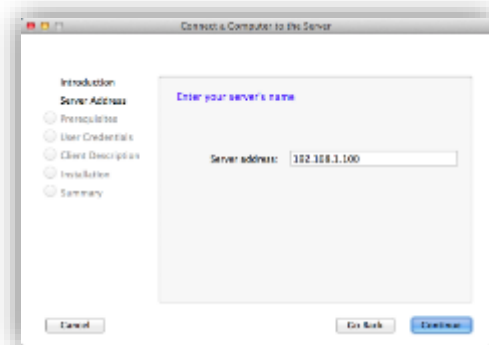 Connect a Computer to the Server
Introduction
Server Address
Prerequisites
User Credentials
Client Description
Installation
Summary
Enter your server's name
Server address: 192.168.1.100
Cancel
Go Back
Continue